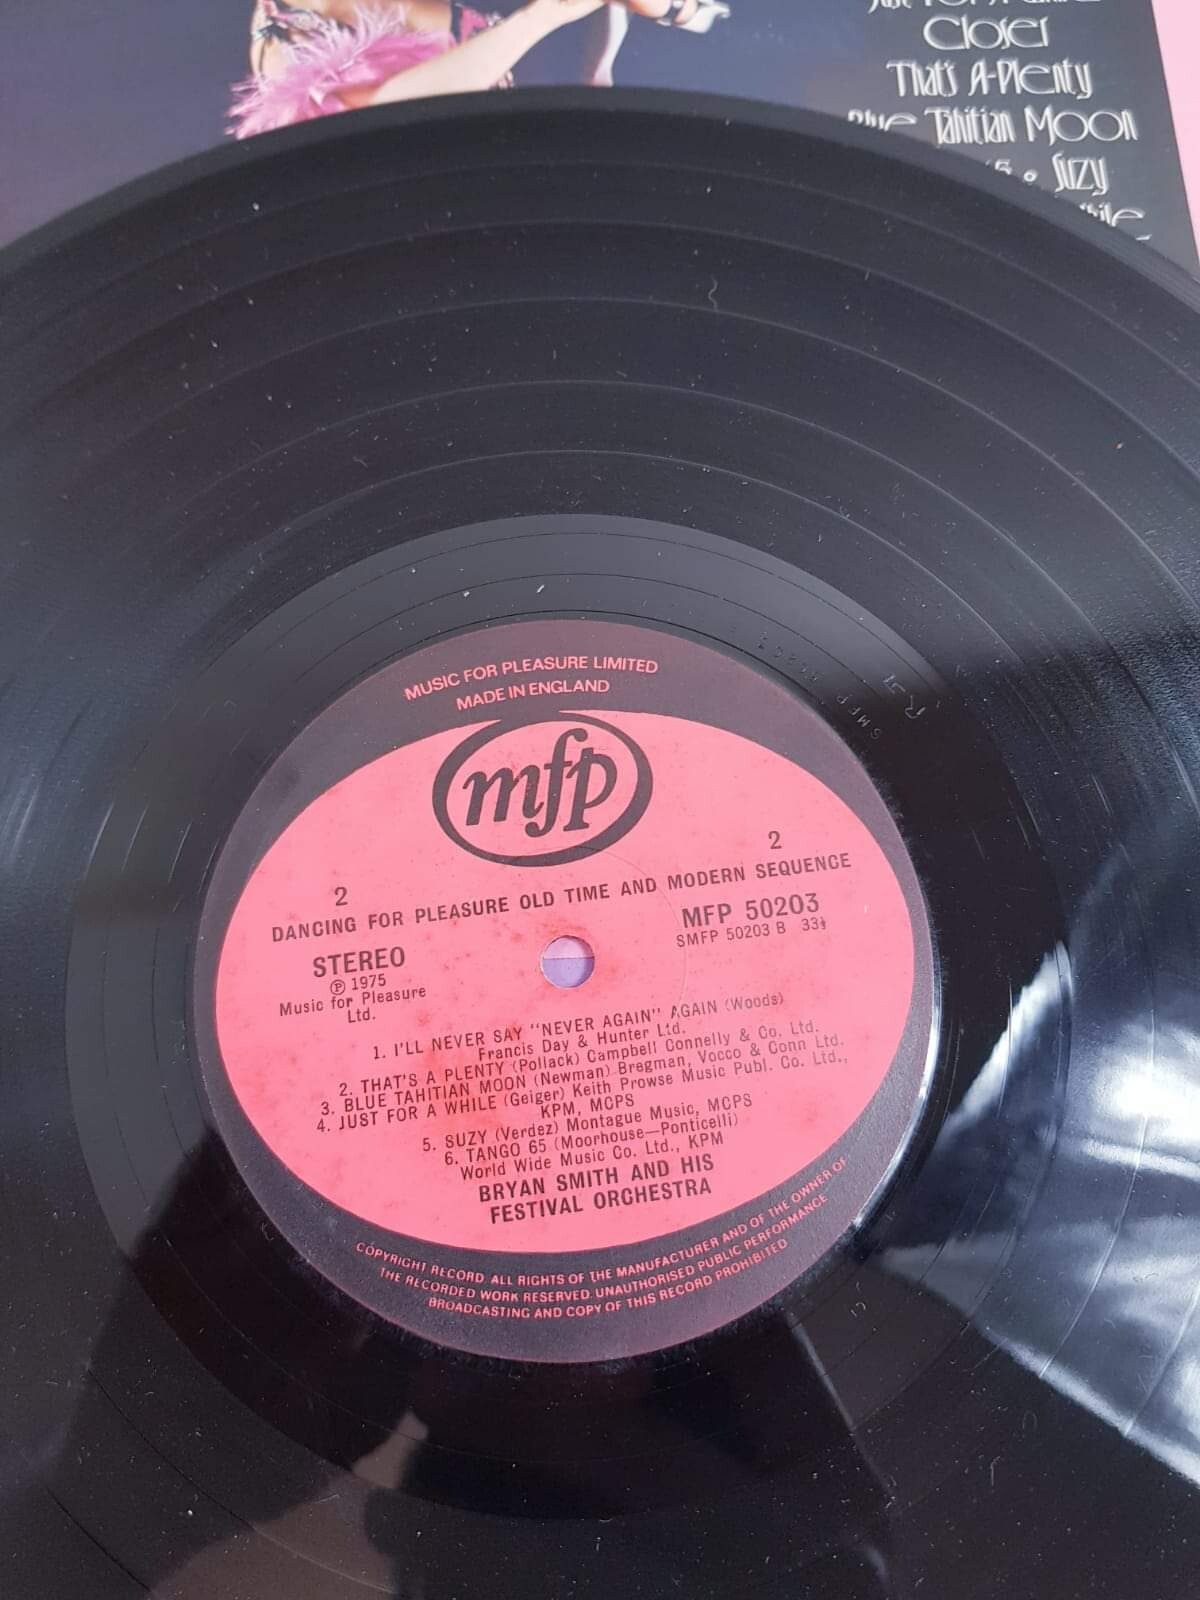 Closer
That's A-Plenty
Blue Tahitian Moon
Suzy
MUSIC FOR PLEASURE LIMITED
MADE IN ENGLAND
mfp
2 2
DANCING FOR PLEASURE OLD TIME AND MODERN SEQUENCE
STEREO
Ⓟ 1975
Music for Pleasure
Ltd.
MFP 50203
SMFP 50203 B 33⅓
1. I'LL NEVER SAY "NEVER AGAIN" AGAIN (Woods)
Francis Day & Hunter Ltd.
2. THAT'S A PLENTY (Pollack) Campbell Connelly & Co. Ltd.
3. BLUE TAHITIAN MOON (Newman) Bregman, Vocco & Conn Ltd.
4. JUST FOR A WHILE (Geiger) Keith Prowse Music Publ. Co. Ltd.,
KPM, MCPS
5. SUZY (Verdez) Montague Music, MCPS
6. TANGO 65 (Moorhouse—Ponticelli)
World Wide Music Co. Ltd., KPM
BRYAN SMITH AND HIS
FESTIVAL ORCHESTRA
COPYRIGHT RECORD. ALL RIGHTS OF THE MANUFACTURER AND OF THE OWNER OF
THE RECORDED WORK RESERVED. UNAUTHORISED PUBLIC PERFORMANCE
BROADCASTING AND COPY OF THIS RECORD PROHIBITED
SMFP